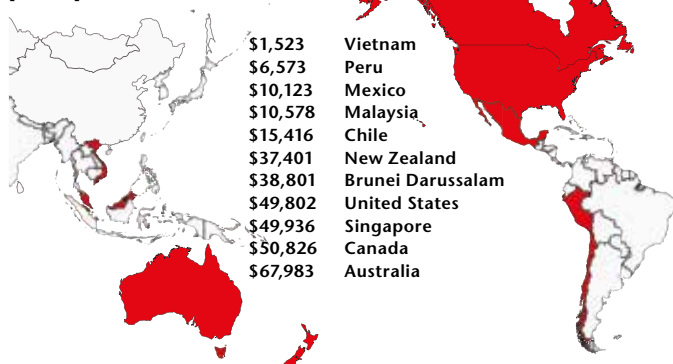 $1,523 Vietnam
$6,573 Peru
$10,123 Mexico
$10,578 Malaysia
$15,416 Chile
$37,401 New Zealand
$38,801 Brunei Darussalam
$49,802 United States
$49,936 Singapore
$50,826 Canada
$67,983 Australia